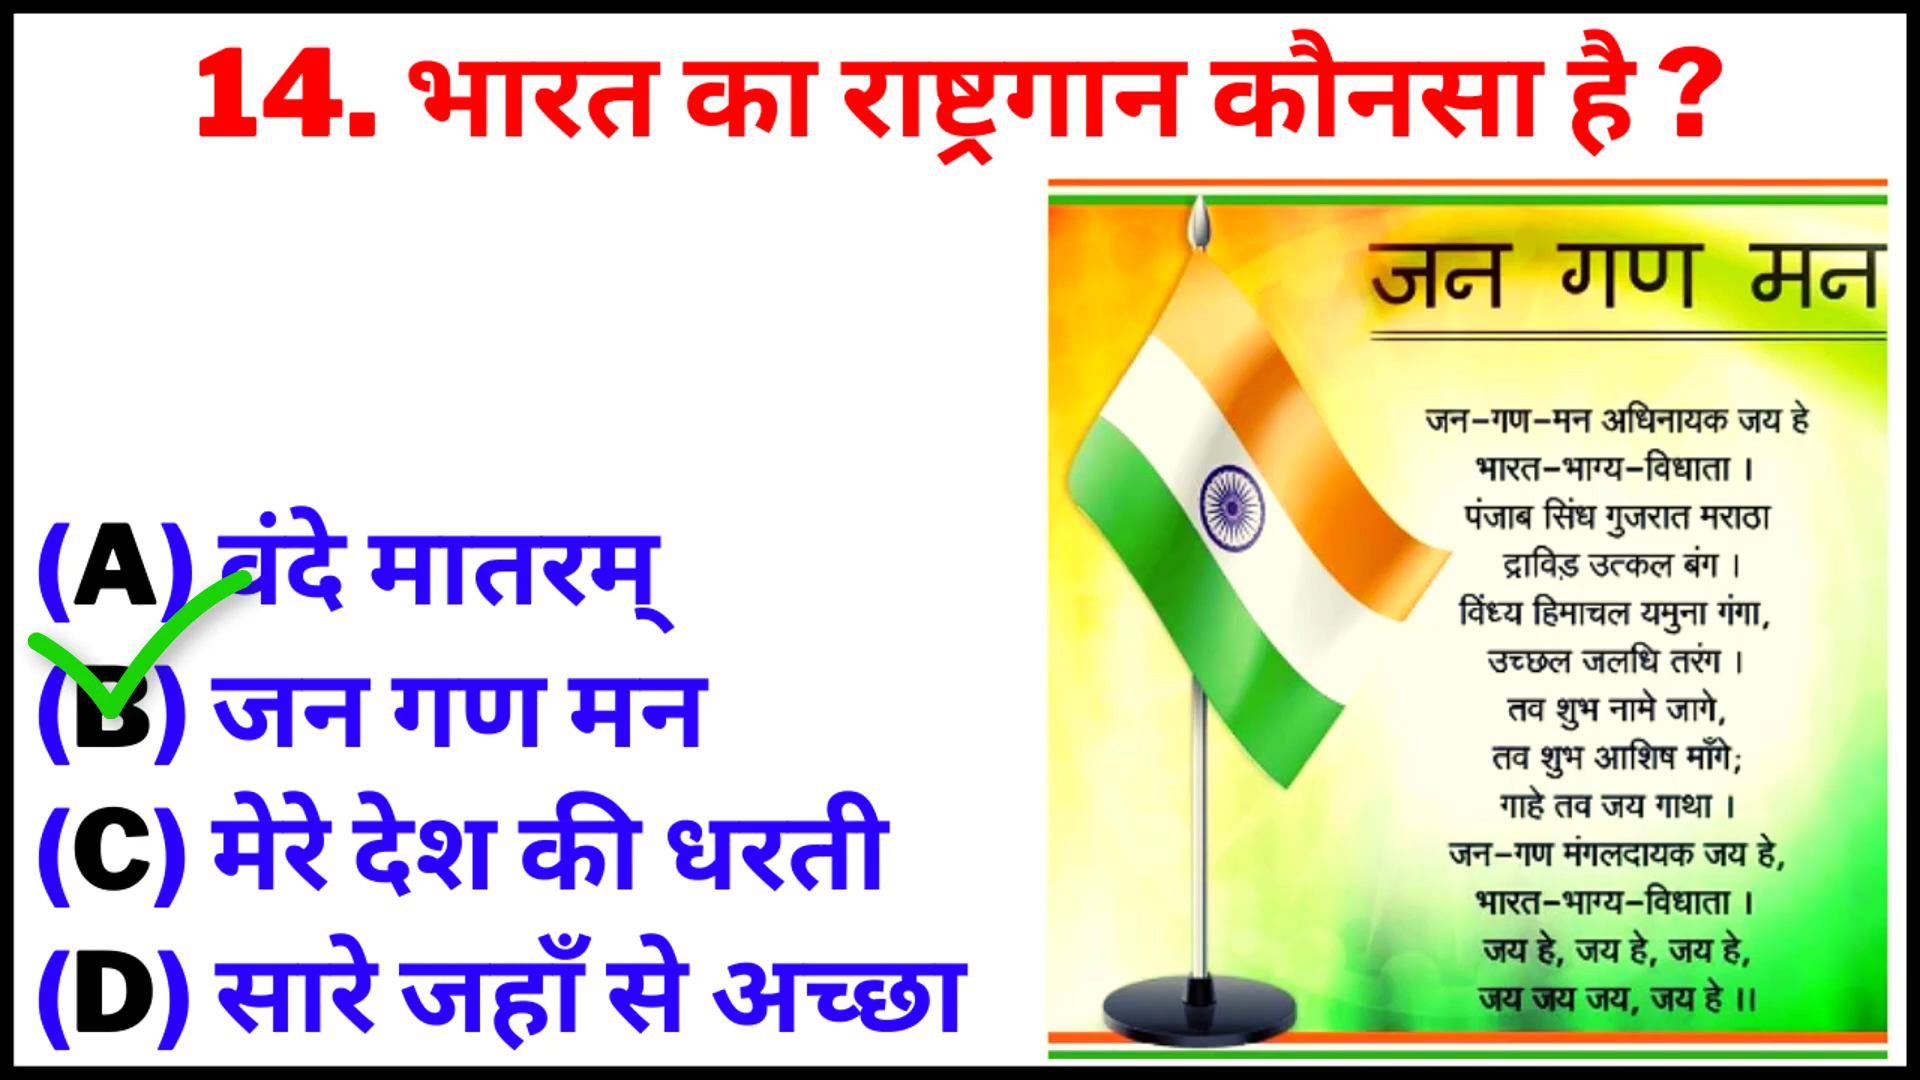 14. भारत का राष्ट्रगान कौनसा है ?
(A) वंदे मातरम्
(B) जन गण मन
(C) मेरे देश की धरती
(D) सारे जहाँ से अच्छा
जन गण मन
जन-गण-मन अधिनायक जय हे
भारत-भाग्य-विधाता ।
पंजाब सिंध गुजरात मराठा
द्राविड़ उत्कल बंग ।
विंध्य हिमाचल यमुना गंगा,
उच्छल जलधि तरंग ।
तव शुभ नामे जागे,
तव शुभ आशिष माँगे;
गाहे तव जय गाथा ।
जन-गण मंगलदायक जय हे,
भारत-भाग्य-विधाता ।
जय हे, जय हे, जय हे,
जय जय जय, जय हे ।।